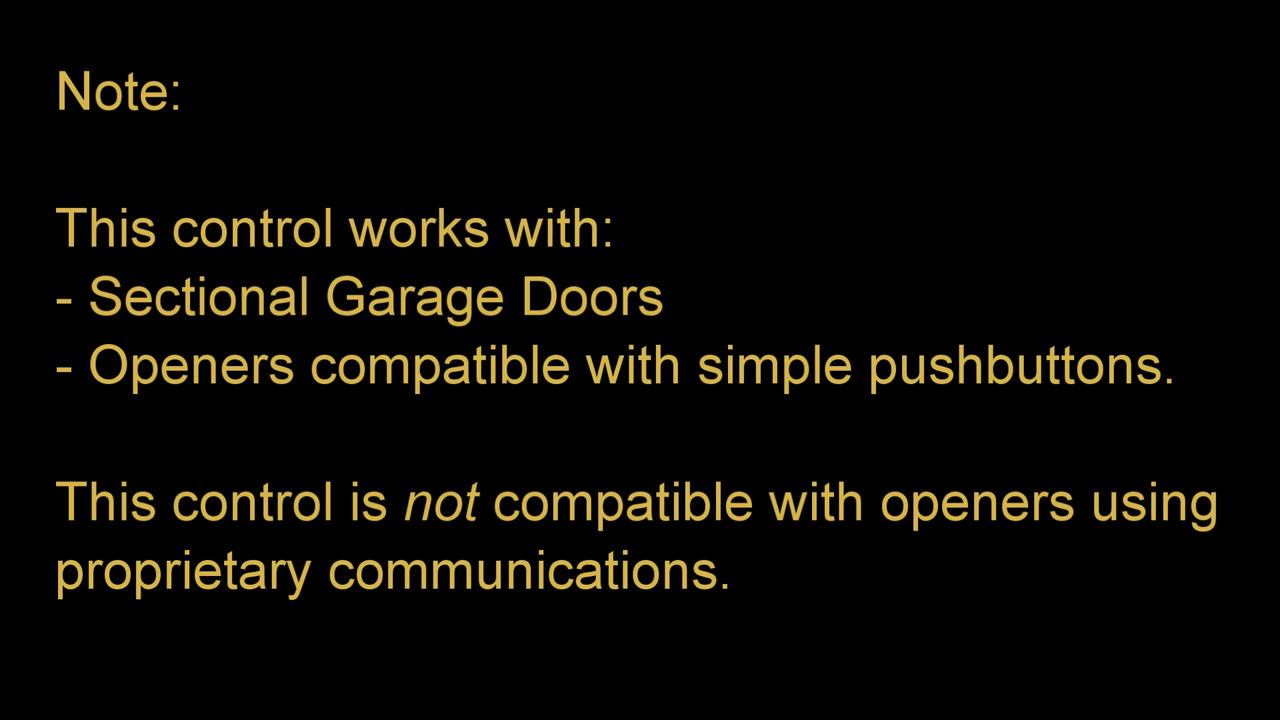 Note:
This control works with:
- Sectional Garage Doors
- Openers compatible with simple pushbuttons.
This control is not compatible with openers using
proprietary communications.